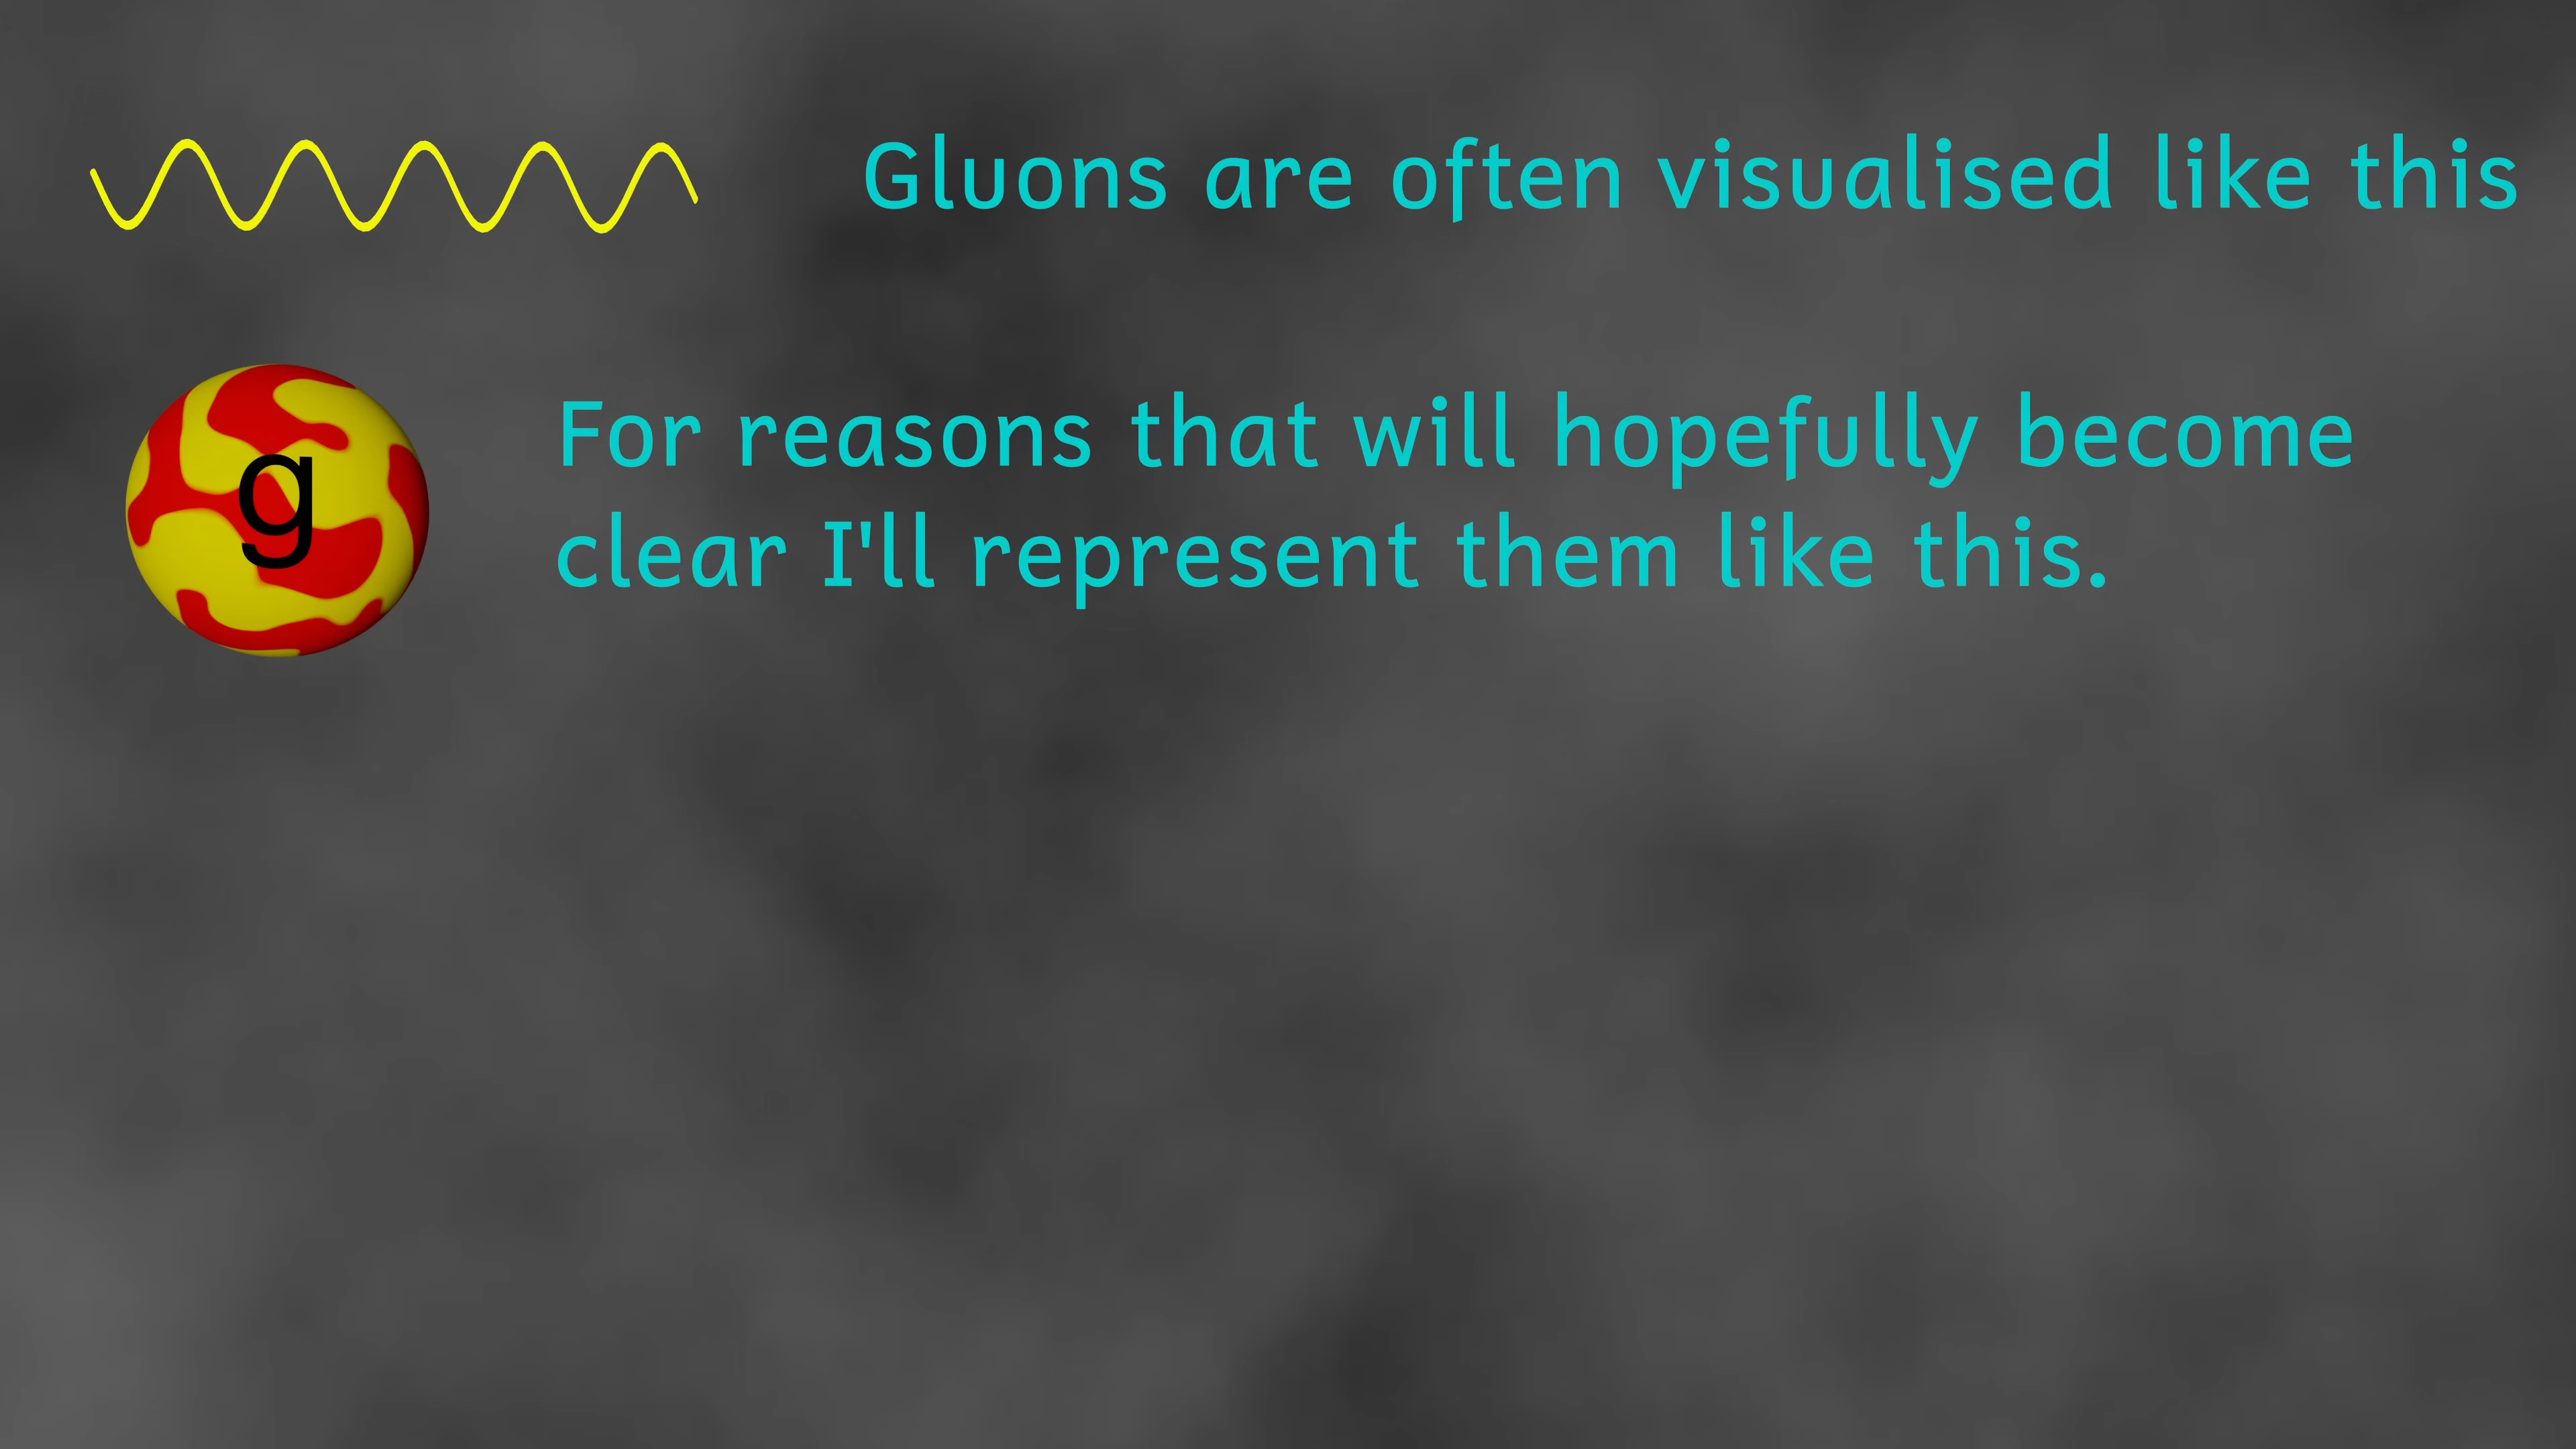 Gluons are often visualised like this
g
For reasons that will hopefully become
clear I'll represent them like this.